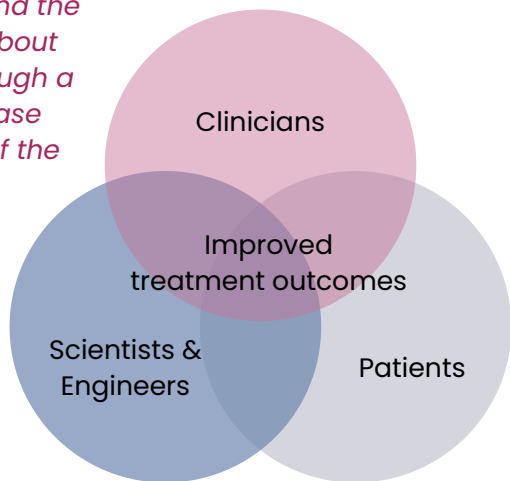 nd the
bout
ugh a
ase
f the
Clinicians
Improved
treatment outcomes
Scientists &
Engineers
Patients